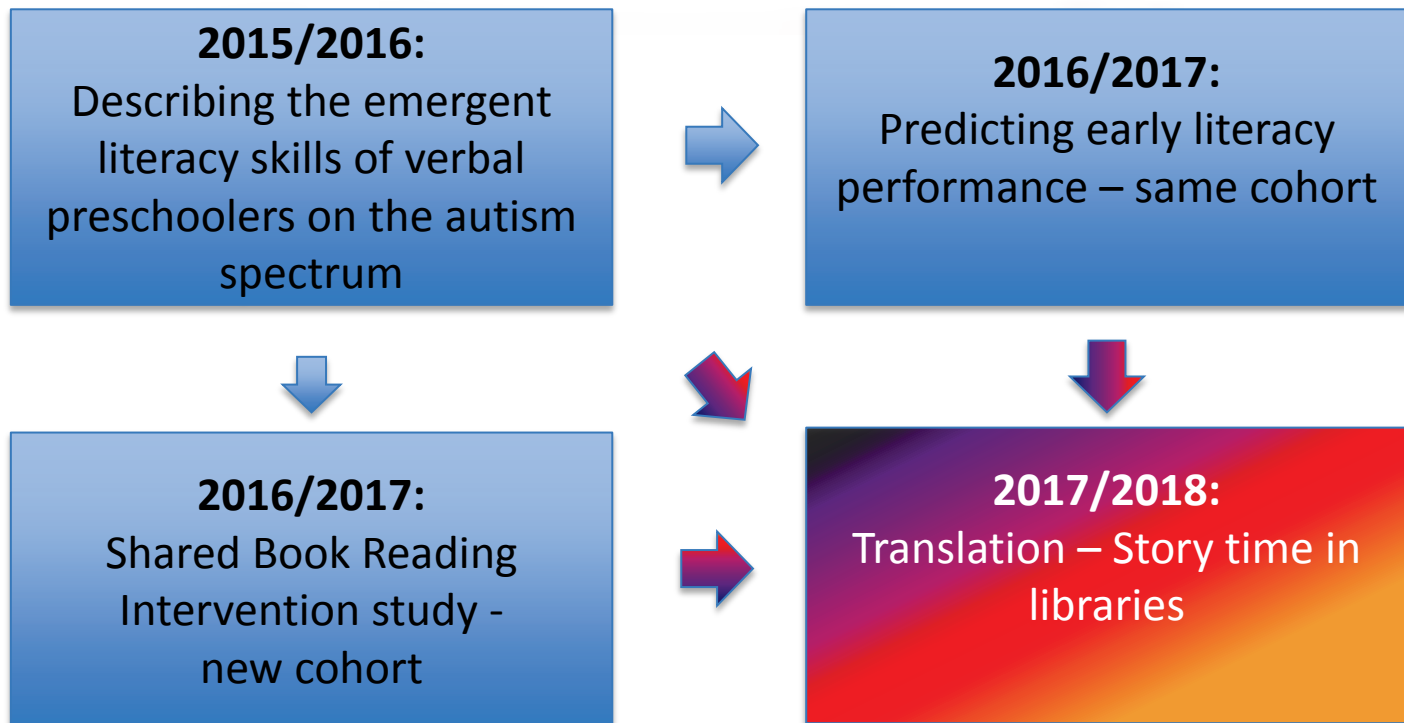 2015/2016:
Describing the emergent
literacy skills of verbal
preschoolers on the autism
spectrum
2016/2017:
Predicting early literacy
performance – same cohort
2016/2017:
Shared Book Reading
Intervention study -
new cohort
2017/2018:
Translation – Story time in
libraries